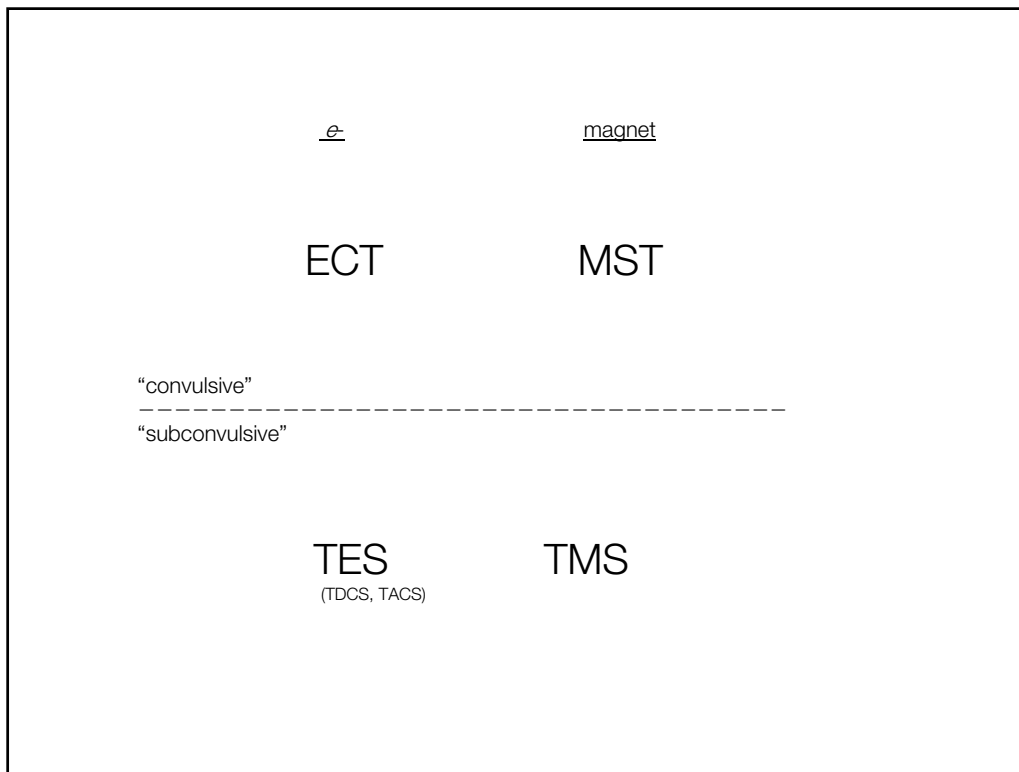 e- magnet
ECT MST
“convulsive”
————————————————————————————————————
“subconvulsive”
TES TMS
(TDCS, TACS)